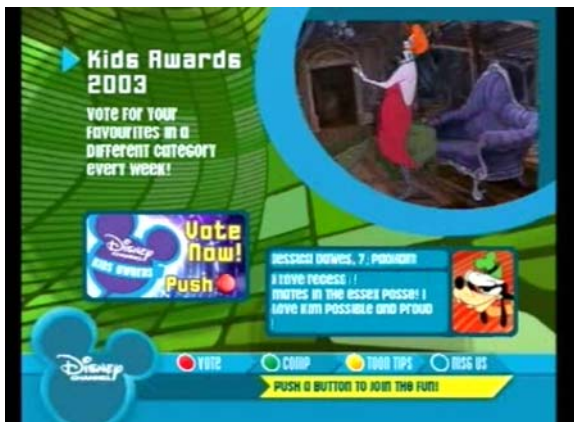 Kids Awards
2003
VOTE FOR YOUR
FAVOURITES IN A
DIFFERENT CATEGORY
EVERY WEEK!
Disney
CHANNEL
KIDS AWARDS
Vote
Now!
Push
Jessica Dawes, 7:
I LOVE RECESS !
MATES IN THE ESSEX POSSE! I
LOVE KIM POSSIBLE AND PROUD
Disney
CHANNEL
VOTE
COMP
TOON TIPS
MSG US
PUSH A BUTTON TO JOIN THE FUN!